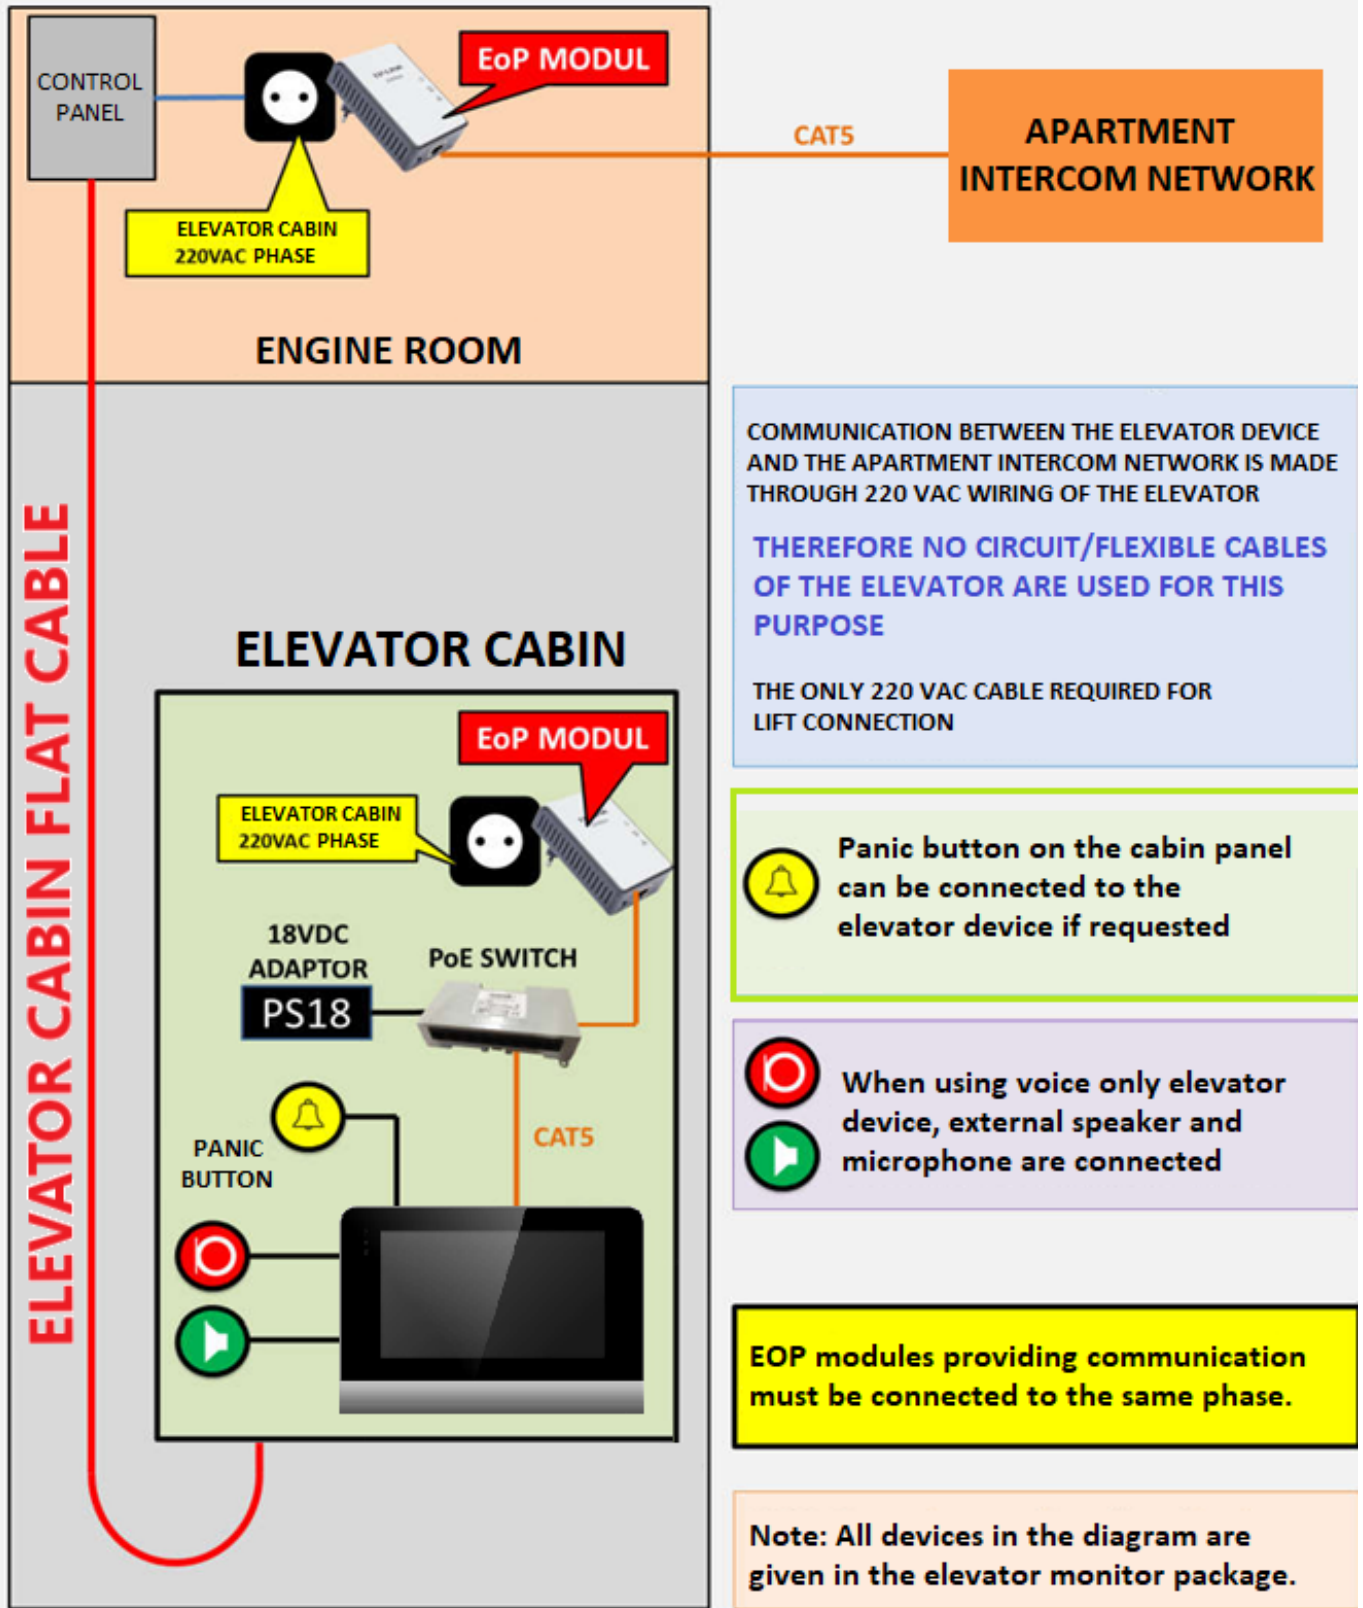 CONTROL
PANEL
EoP MODUL
TP-LINK
CAT5
APARTMENT
INTERCOM NETWORK
ELEVATOR CABIN
220VAC PHASE
ENGINE ROOM
ELEVATOR CABIN FLAT CABLE
COMMUNICATION BETWEEN THE ELEVATOR DEVICE
AND THE APARTMENT INTERCOM NETWORK IS MADE
THROUGH 220 VAC WIRING OF THE ELEVATOR
THEREFORE NO CIRCUIT/FLEXIBLE CABLES
OF THE ELEVATOR ARE USED FOR THIS
PURPOSE
THE ONLY 220 VAC CABLE REQUIRED FOR
LIFT CONNECTION
ELEVATOR CABIN
EoP MODUL
ELEVATOR CABIN
220VAC PHASE
18VDC
ADAPTOR
PS18
PoE SWITCH
CAT5
PANIC
BUTTON
Panic button on the cabin panel
can be connected to the
elevator device if requested
When using voice only elevator
device, external speaker and
microphone are connected
EOP modules providing communication
must be connected to the same phase.
Note: All devices in the diagram are
given in the elevator monitor package.